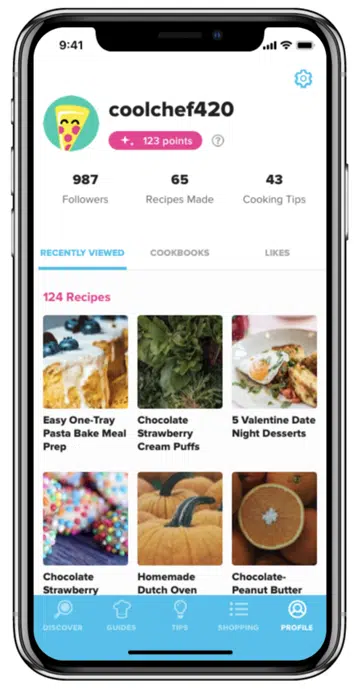 9:41
coolchef420
123 points
?
987 65 43
Followers Recipes Made Cooking Tips
RECENTLY VIEWED COOKBOOKS LIKES
124 Recipes
Easy One-Tray
Pasta Bake Meal
Prep
Chocolate
Strawberry
Cream Puffs
5 Valentine Date
Night Desserts
Chocolate
Strawberry
Homemade
Dutch Oven
Chocolate-
Peanut Butter
DISCOVER GUIDES TIPS SHOPPING PROFILE